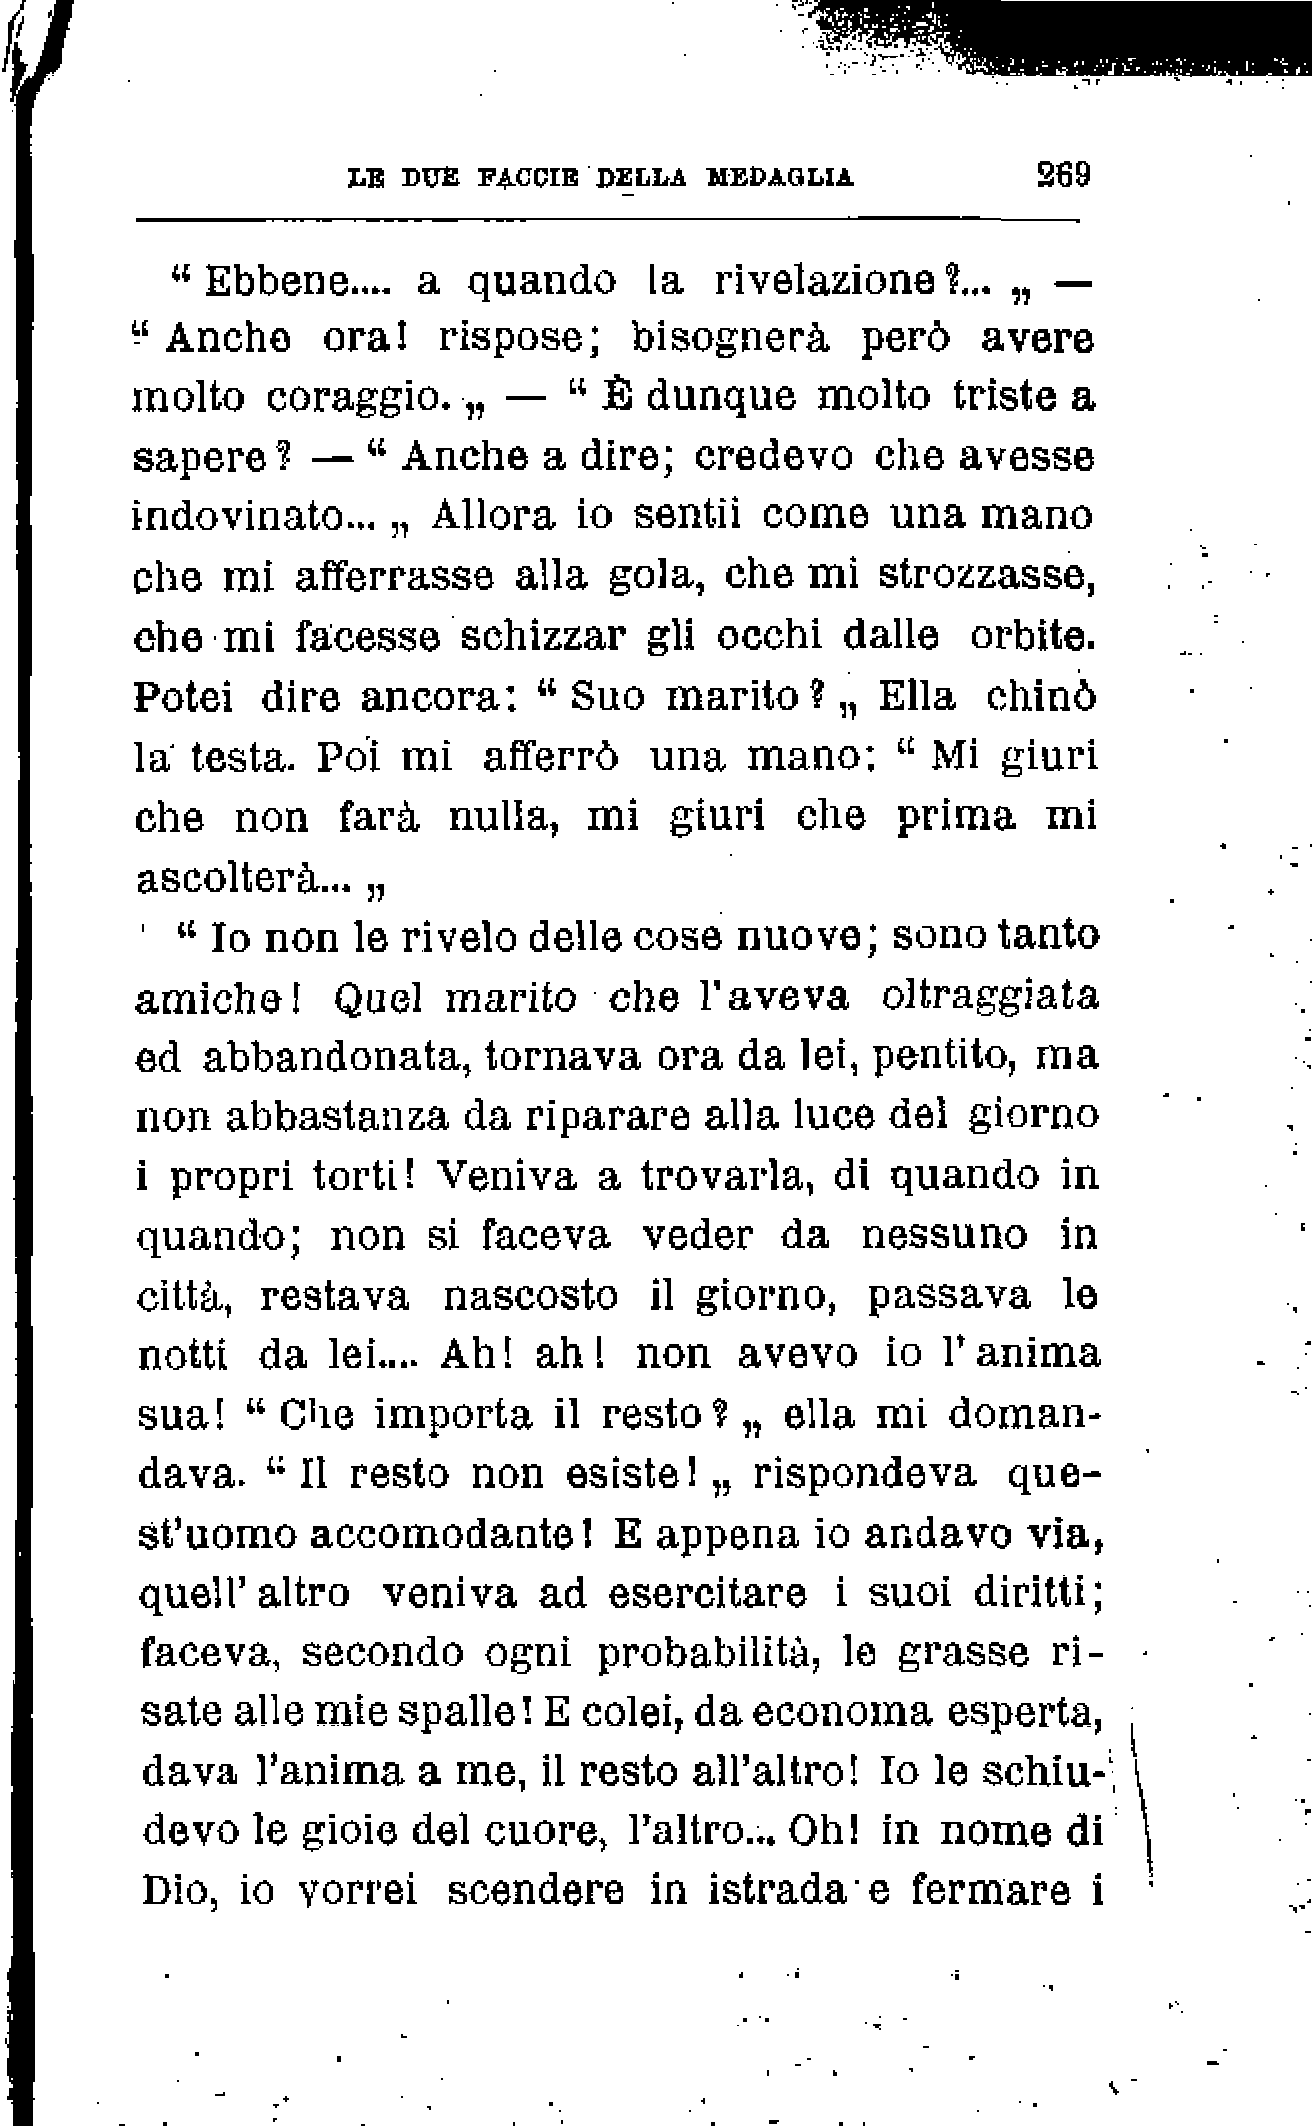 LE DUE FACCIE DELLA MEDAGLIA 269
“ Ebbene.... a quando la rivelazione?... „ —
“ Anche ora! rispose; bisognerà però avere
molto coraggio. „ — “ È dunque molto triste a
sapere? — “ Anche a dire; credevo che avesse
indovinato... „ Allora io sentii come una mano
che mi afferrasse alla gola, che mi strozzasse,
che mi facesse schizzar gli occhi dalle orbite.
Potei dire ancora: “ Suo marito? „ Ella chinò
la testa. Poi mi afferrò una mano: “ Mi giuri
che non farà nulla, mi giuri che prima mi
ascolterà... „
“ Io non le rivelo delle cose nuove; sono tanto
amiche! Quel marito che l'aveva oltraggiata
ed abbandonata, tornava ora da lei, pentito, ma
non abbastanza da riparare alla luce del giorno
i propri torti! Veniva a trovarla, di quando in
quando; non si faceva veder da nessuno in
città, restava nascosto il giorno, passava le
notti da lei.... Ah! ah! non avevo io l'anima
sua! “ Che importa il resto? „ ella mi doman-
dava. “ Il resto non esiste! „ rispondeva que-
st'uomo accomodante! E appena io andavo via,
quell'altro veniva ad esercitare i suoi diritti;
faceva, secondo ogni probabilità, le grasse ri-
sate alle mie spalle! E colei, da economa esperta,
dava l'anima a me, il resto all'altro! Io le schiu-
devo le gioie del cuore, l'altro... Oh! in nome di
Dio, io vorrei scendere in istrada e fermare i